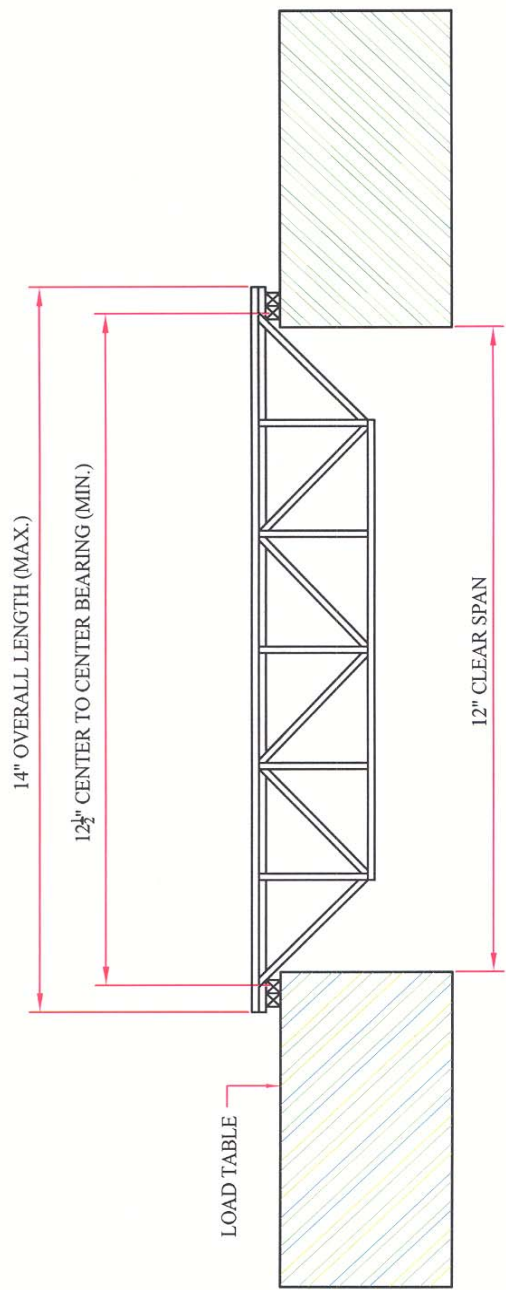 14" OVERALL LENGTH (MAX.)
12½" CENTER TO CENTER BEARING (MIN.)
LOAD TABLE
12" CLEAR SPAN